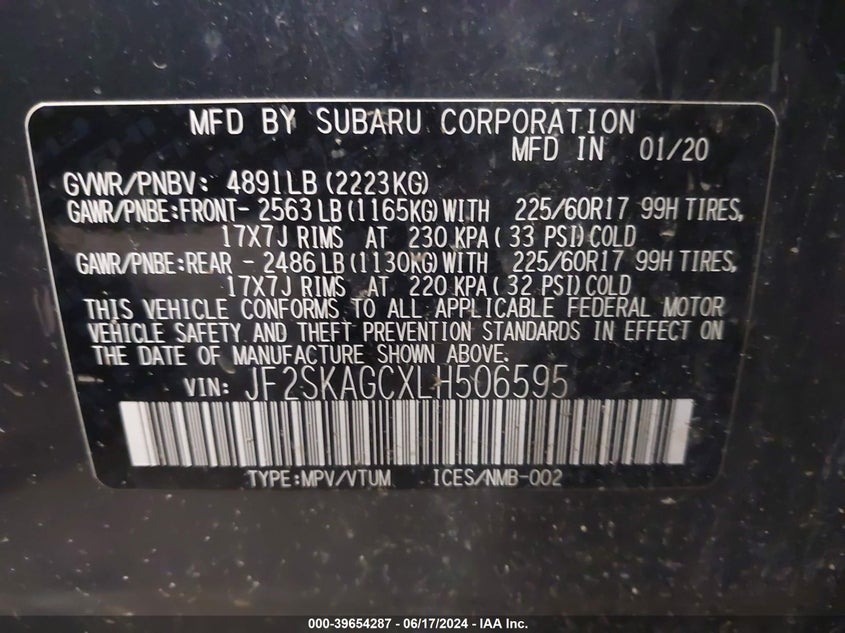 MFD BY SUBARU CORPORATION
MFD IN 01/20
GVWR/PNBV: 4891LB (2223KG)
GAWR/PNBE:FRONT- 2563 LB (1165KG) WITH 225/60R17 99H TIRES,
17X7J RIMS AT 230 KPA ( 33 PSI) COLD
GAWR/PNBE:REAR - 2486 LB (1130KG) WITH 225/60R17 99H TIRES,
17X7J RIMS AT 220 KPA ( 32 PSI) COLD
THIS VEHICLE CONFORMS TO ALL APPLICABLE FEDERAL MOTOR
VEHICLE SAFETY AND THEFT PREVENTION STANDARDS IN EFFECT ON
THE DATE OF MANUFACTURE SHOWN ABOVE.
VIN: JF2SKAGCXLH506595
TYPE:MPV/VTUM ICES/NMB-002
000-39654287 - 06/17/2024 - IAA Inc.